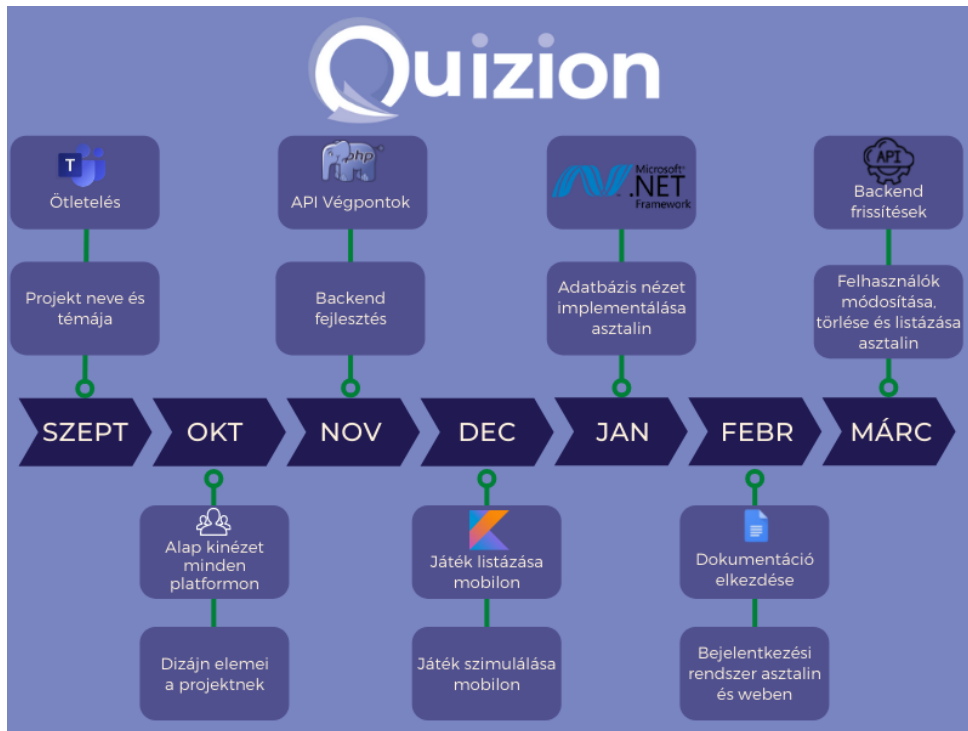 Quizion
T
Ötletelés
Projekt neve és
témája
php
API Végpontok
Backend
fejlesztés
Microsoft®
.NET
Framework
Adatbázis nézet
implementálása
asztalin
API
Backend
frissítések
Felhasználók
módosítása,
törlése és listázása
asztalin
SZEPT
OKT
NOV
DEC
JAN
FEBR
MÁRC
Alap kinézet
minden
platformon
Dizájn elemei
a projektnek
Játék listázása
mobilon
Játék szimulálása
mobilon
Dokumentáció
elkezdése
Bejelentkezési
rendszer asztalin
és weben